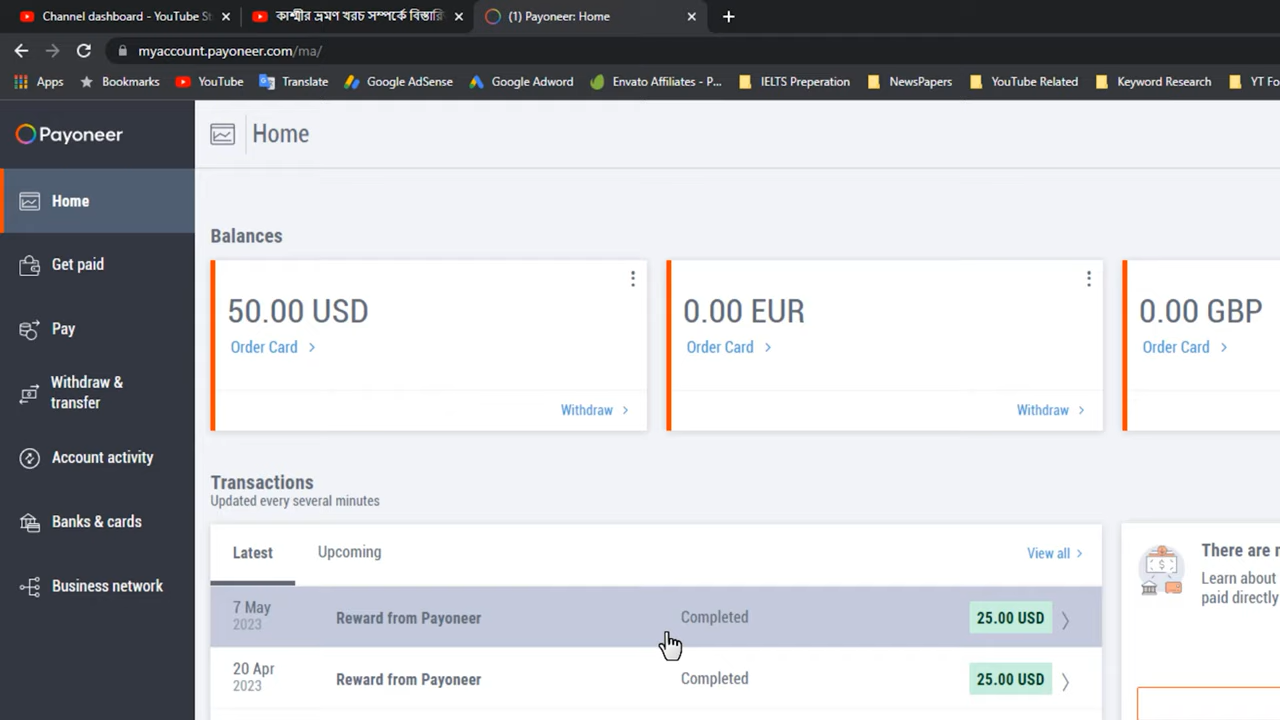 Channel dashboard - YouTube St
কাশ্মীর ভ্রমণ খরচ সম্পর্কে বিস্তারি
(1) Payoneer: Home
myaccount.payoneer.com/ma/
Apps
Bookmarks
YouTube
Translate
Google AdSense
Google Adword
Envato Affiliates - P...
IELTS Preperation
NewsPapers
YouTube Related
Keyword Research
YT Fo
Payoneer
Home
Home
Get paid
Pay
Withdraw &
transfer
Account activity
Banks & cards
Business network
Balances
50.00 USD
Order Card
Withdraw
0.00 EUR
Order Card
Withdraw
0.00 GBP
Order Card
Transactions
Updated every several minutes
Latest
Upcoming
View all
7 May
2023
Reward from Payoneer
Completed
25.00 USD
20 Apr
2023
Reward from Payoneer
Completed
25.00 USD
There are n
Learn about
paid directly